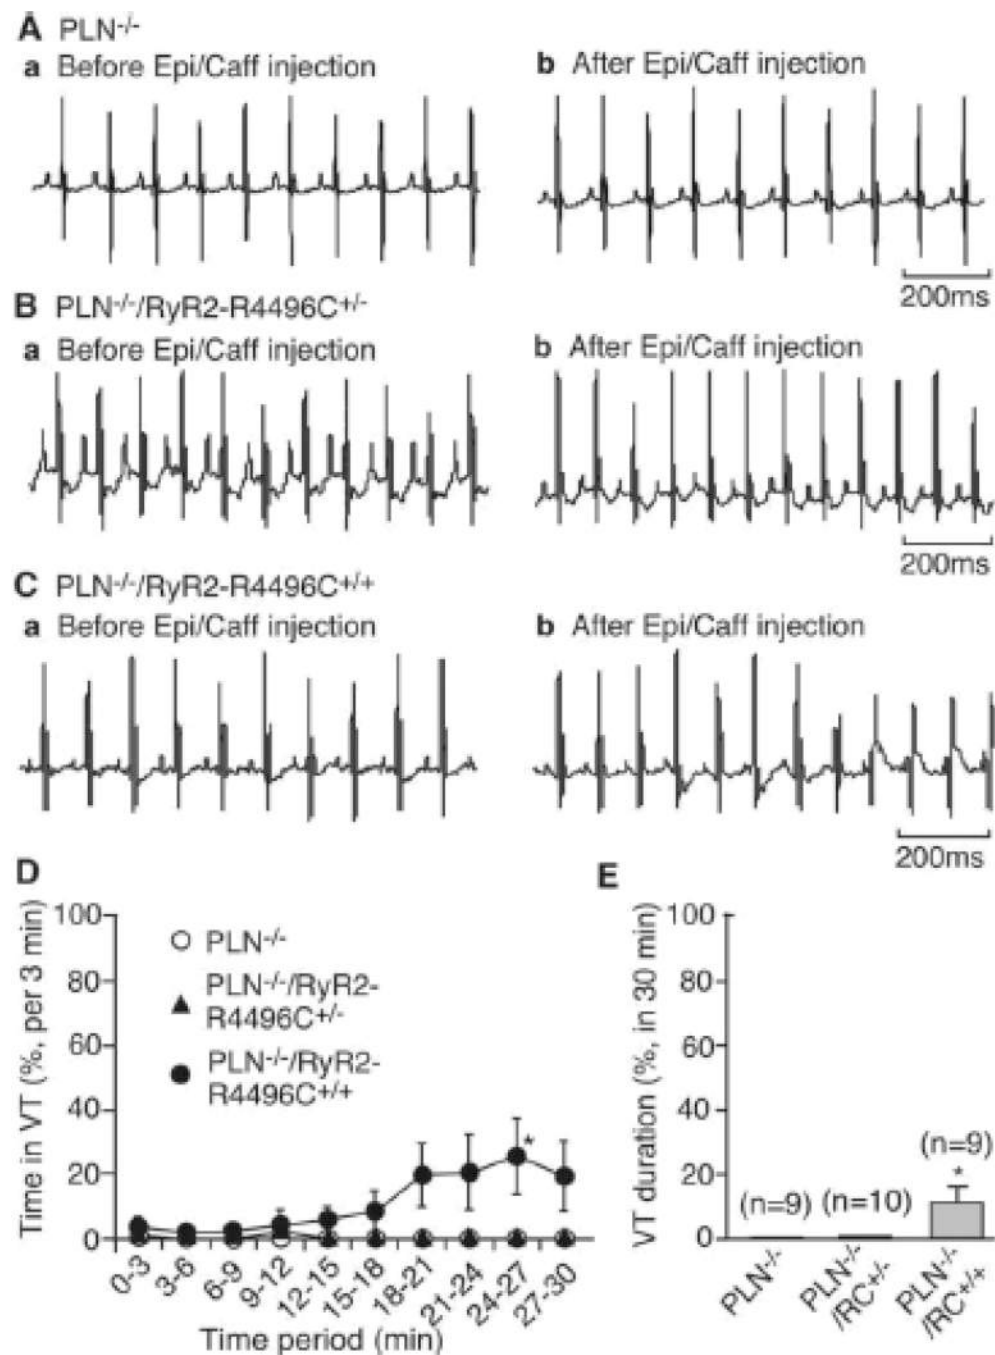 A PLN-/-
a Before Epi/Caff injection
b After Epi/Caff injection
200ms
B PLN-/-/RyR2-R4496C+/-
a Before Epi/Caff injection
b After Epi/Caff injection
200ms
C PLN-/-/RyR2-R4496C+/+
a Before Epi/Caff injection
b After Epi/Caff injection
200ms
D
Time in VT (%, per 3 min)
100
80
60
40
20
0
PLN-/-
PLN-/-/RyR2-
R4496C+/-
PLN-/-/RyR2-
R4496C+/+
*
0-3
3-6
6-9
9-12
12-15
15-18
18-21
21-24
24-27
27-30
Time period (min)
E
VT duration (%, in 30 min)
100
80
60
40
20
0
(n=9)
(n=10)
(n=9)
*
PLN-/-
PLN-/-
/RC+/-
PLN-/-
/RC+/+